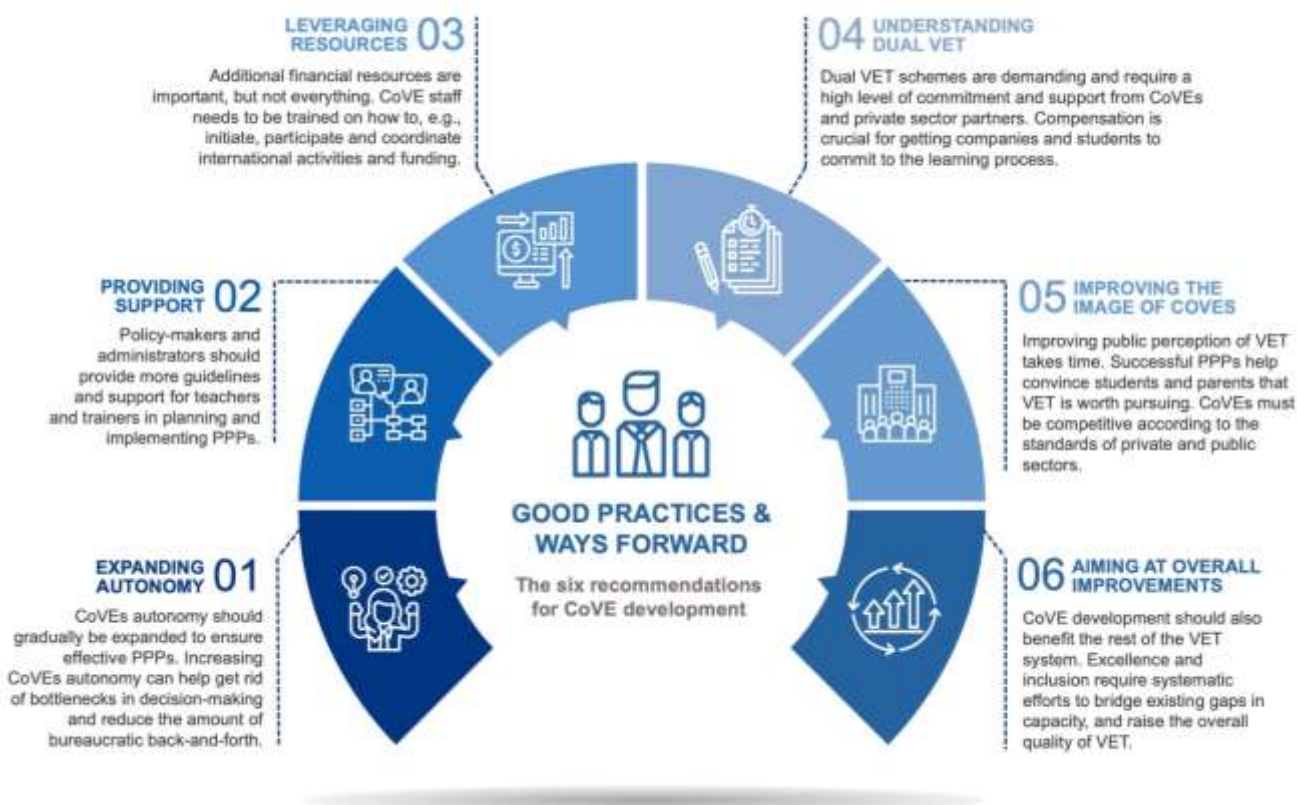 EXPANDING
AUTONOMY 01
CoVEs autonomy should
gradually be expanded to ensure
effective PPPs. Increasing
CoVEs autonomy can help get rid
of bottlenecks in decision-making
and reduce the amount of
bureaucratic back-and-forth.
PROVIDING
SUPPORT 02
Policy-makers and
administrators should
provide more guidelines
and support for teachers
and trainers in planning and
implementing PPPs.
LEVERAGING
RESOURCES 03
Additional financial resources are
important, but not everything. CoVE staff
needs to be trained on how to, e.g.,
initiate, participate and coordinate
international activities and funding.
04 UNDERSTANDING
DUAL VET
Dual VET schemes are demanding and require a
high level of commitment and support from CoVEs
and private sector partners. Compensation is
crucial for getting companies and students to
commit to the learning process.
05 IMPROVING THE
IMAGE OF COVES
Improving public perception of VET
takes time. Successful PPPs help
convince students and parents that
VET is worth pursuing. CoVEs must
be competitive according to the
standards of private and public
sectors.
06 AIMING AT OVERALL
IMPROVEMENTS
CoVE development should also
benefit the rest of the VET
system. Excellence and
inclusion require systematic
efforts to bridge existing gaps in
capacity, and raise the overall
quality of VET.
GOOD PRACTICES &
WAYS FORWARD
The six recommendations
for CoVE development
$